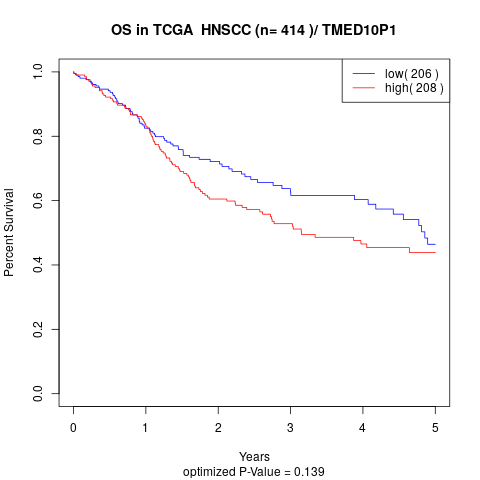 OS in TCGA  HNSCC (n= 414 )/ TMED10P1
low( 206 )
high( 208 )
Percent Survival
1.0
0.8
0.6
0.4
0.2
0.0
0 1 2 3 4 5
Years
optimized P-Value = 0.139